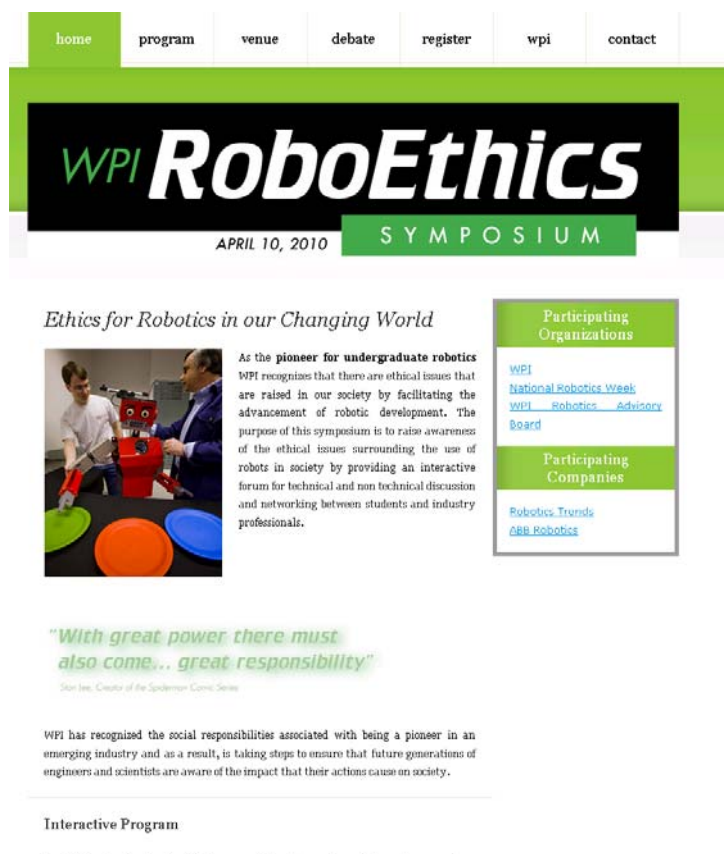 home program venue debate register wpi contact
WPI RoboEthics
APRIL 10, 2010 SYMPOSIUM
Ethics for Robotics in our Changing World
As the pioneer for undergraduate robotics
WPI recognizes that there are ethical issues that
are raised in our society by facilitating the
advancement of robotic development. The
purpose of this symposium is to raise awareness
of the ethical issues surrounding the use of
robots in society by providing an interactive
forum for technical and non technical discussion
and networking between students and industry
professionals.
Participating
Organizations
WPI
National Robotics Week
WPI Robotics Advisory
Board
Participating
Companies
Robotics Trends
ABB Robotics
"With great power there must
also come... great responsibility"
Stan Lee, Creator of the Spiderman Comic Series
WPI has recognized the social responsibilities associated with being a pioneer in an
emerging industry and as a result, is taking steps to ensure that future generations of
engineers and scientists are aware of the impact that their actions cause on society.
Interactive Program